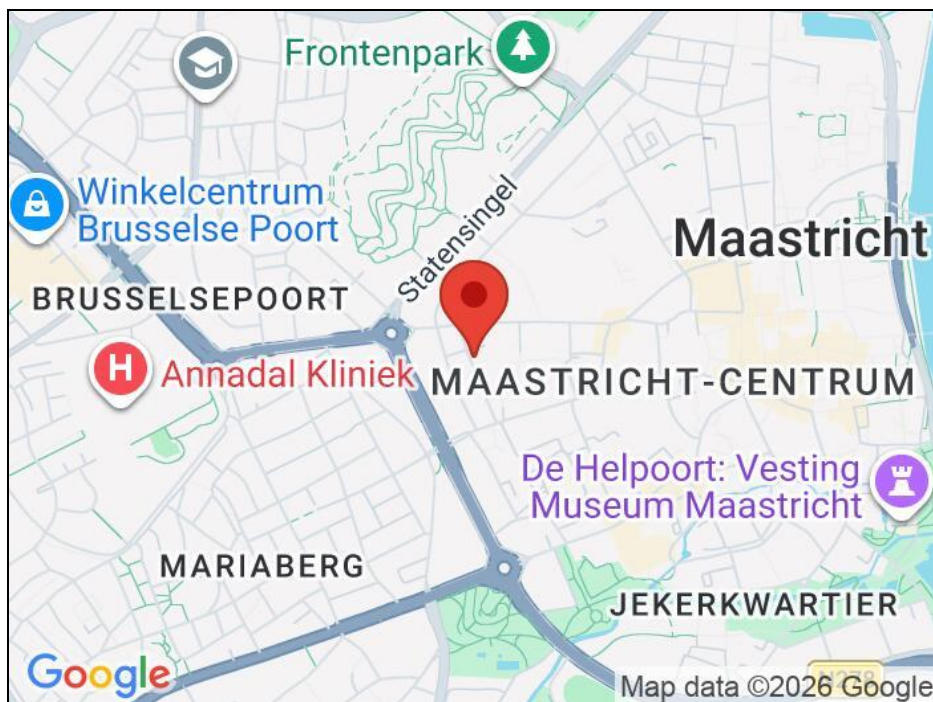 Frontenpark
Winkelcentrum
Brusselse Poort
Statensingel
Maastricht
BRUSSELSEPOORT
Annadal Kliniek
MAASTRICHT-CENTRUM
De Helpoort: Vesting
Museum Maastricht
MARIABERG
JEKERKWARTIER
Google
N278
Map data ©2026 Google